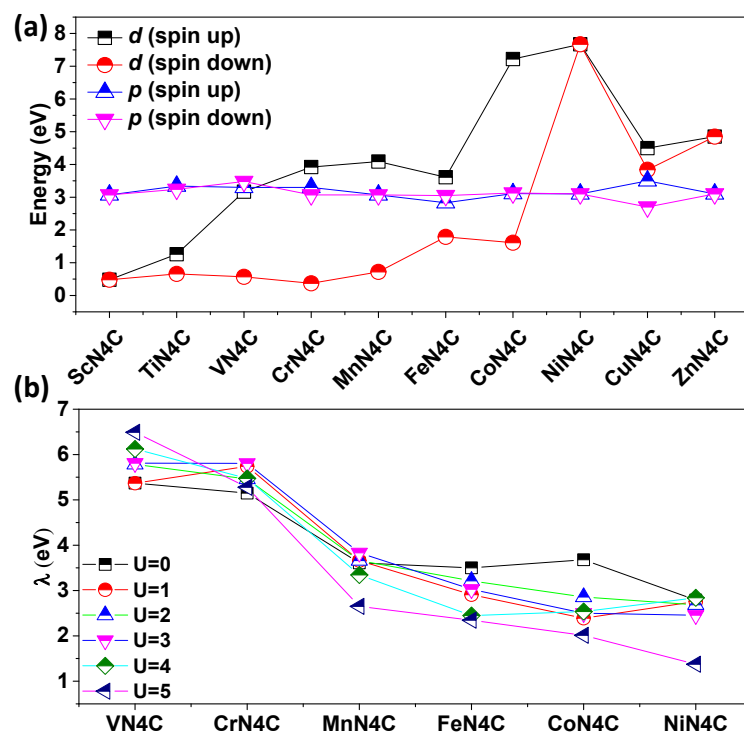 (a)
d (spin up)
d (spin down)
p (spin up)
p (spin down)
Energy (eV)
8
7
6
5
4
3
2
1
0
ScN4C
TiN4C
VN4C
CrN4C
MnN4C
FeN4C
CoN4C
NiN4C
CuN4C
ZnN4C
(b)
λ (eV)
7
6
5
4
3
2
1
U=0
U=1
U=2
U=3
U=4
U=5
VN4C
CrN4C
MnN4C
FeN4C
CoN4C
NiN4C